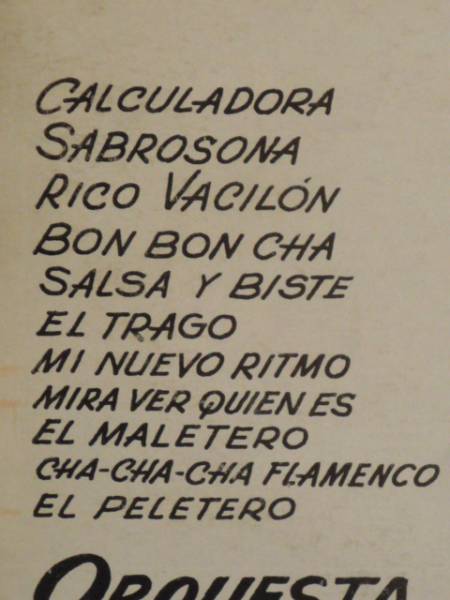 CALCULADORA
SABROSONA
RICO VACILÓN
BON BON CHA
SALSA Y BISTE
EL TRAGO
MI NUEVO RITMO
MIRA VER QUIEN ES
EL MALETERO
CHA-CHA-CHA FLAMENCO
EL PELETERO
ORQUESTA